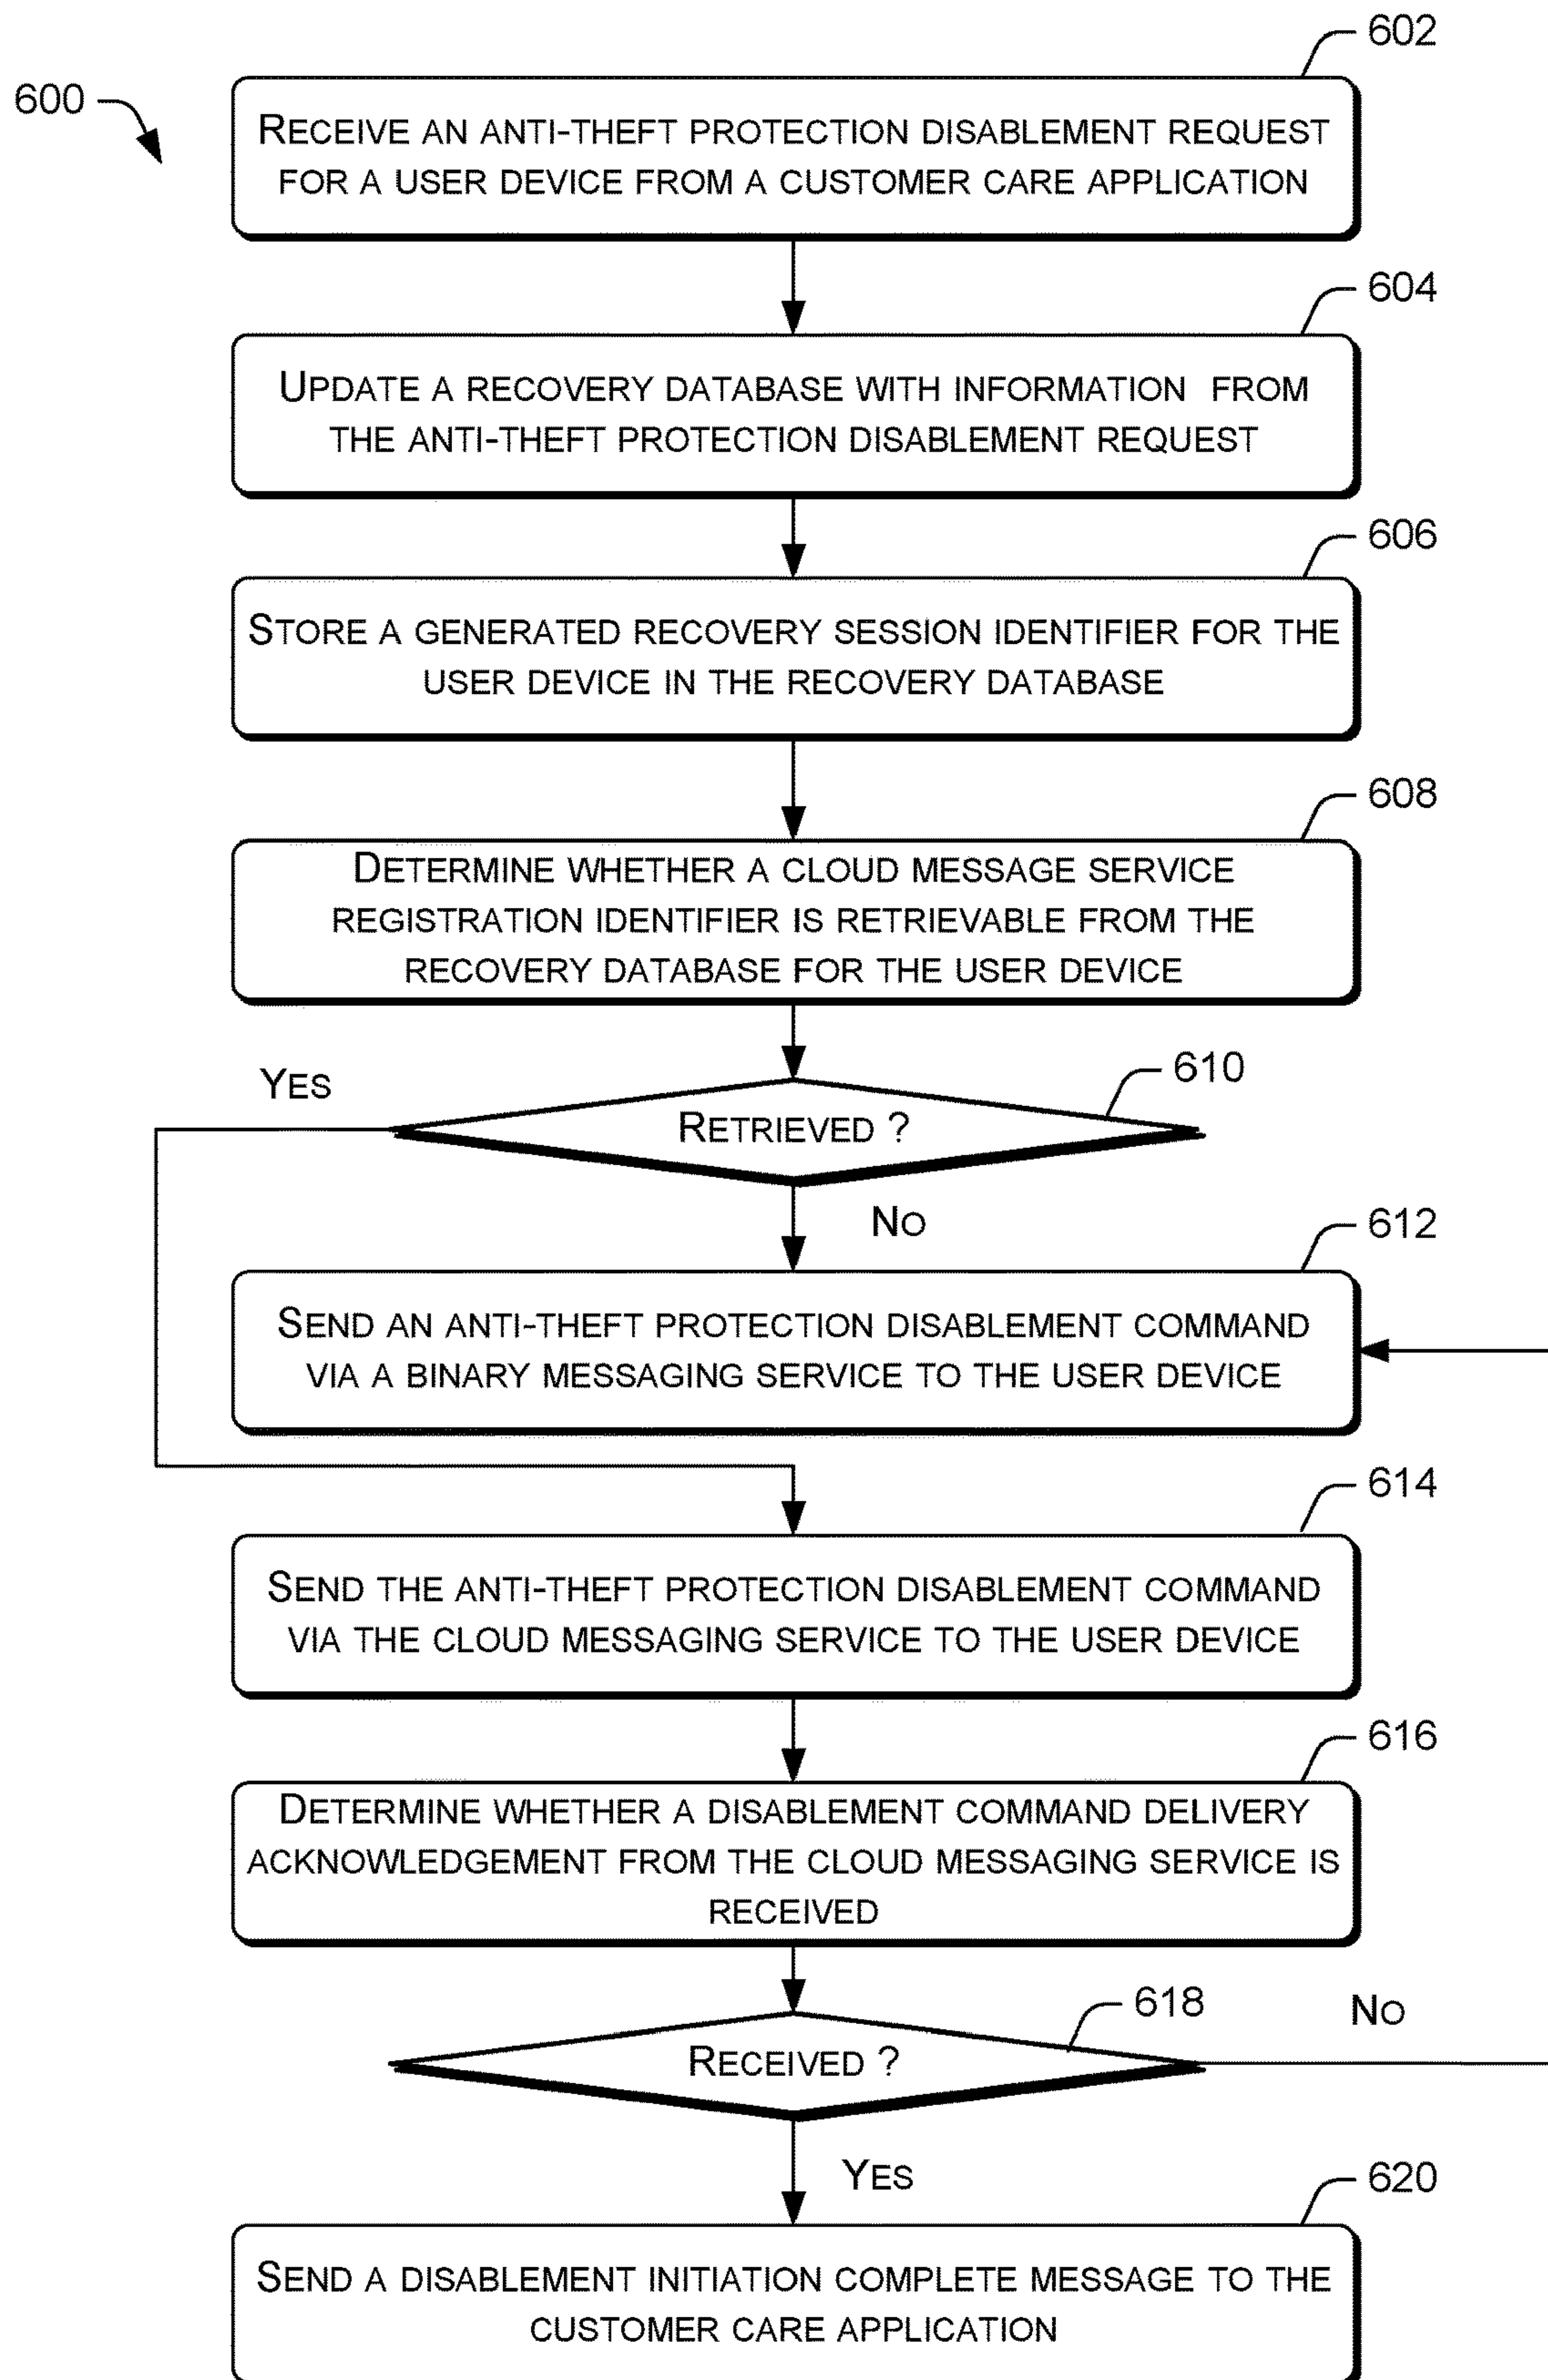 602
600
RECEIVE AN ANTI-THEFT PROTECTION DISABLEMENT REQUEST
FOR A USER DEVICE FROM A CUSTOMER CARE APPLICATION
604
UPDATE A RECOVERY DATABASE WITH INFORMATION FROM
THE ANTI-THEFT PROTECTION DISABLEMENT REQUEST
606
STORE A GENERATED RECOVERY SESSION IDENTIFIER FOR THE
USER DEVICE IN THE RECOVERY DATABASE
608
DETERMINE WHETHER A CLOUD MESSAGE SERVICE
REGISTRATION IDENTIFIER IS RETRIEVABLE FROM THE
RECOVERY DATABASE FOR THE USER DEVICE
610
YES
RETRIEVED ?
NO
612
SEND AN ANTI-THEFT PROTECTION DISABLEMENT COMMAND
VIA A BINARY MESSAGING SERVICE TO THE USER DEVICE
614
SEND THE ANTI-THEFT PROTECTION DISABLEMENT COMMAND
VIA THE CLOUD MESSAGING SERVICE TO THE USER DEVICE
616
DETERMINE WHETHER A DISABLEMENT COMMAND DELIVERY
ACKNOWLEDGEMENT FROM THE CLOUD MESSAGING SERVICE IS
RECEIVED
618
NO
RECEIVED ?
YES
620
SEND A DISABLEMENT INITIATION COMPLETE MESSAGE TO THE
CUSTOMER CARE APPLICATION